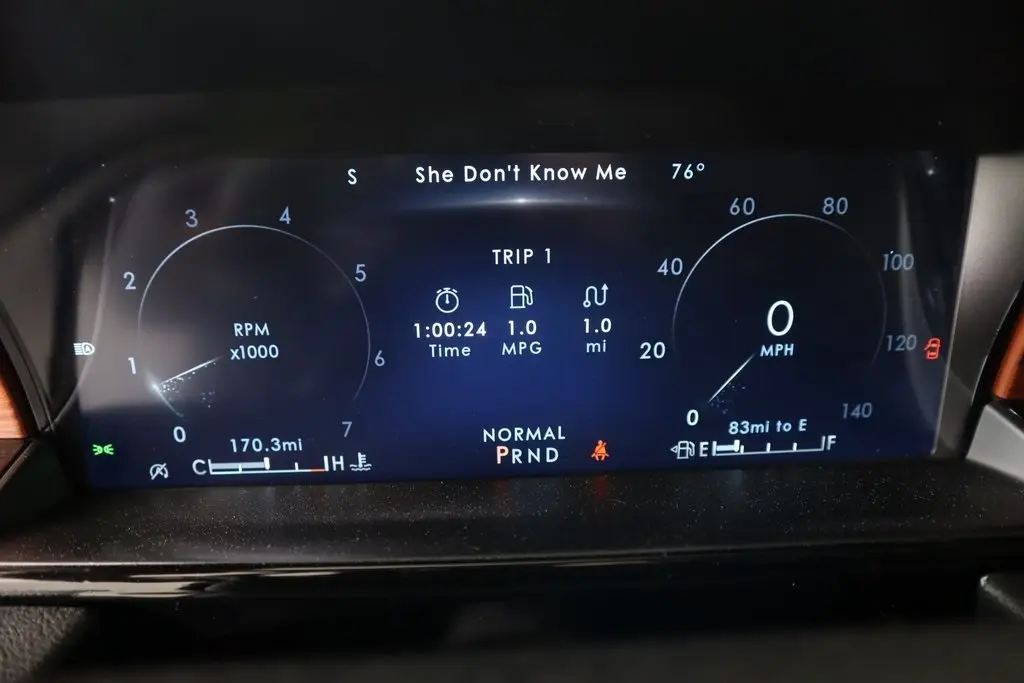 S She Don't Know Me 76°
TRIP 1
1:00:24 1.0 1.0
Time MPG mi
0 1 2 3 4 5 6 7
RPM
x1000
0 20 40 60 80 100 120 140
0
MPH
A
170.3mi
C H
NORMAL
PRND
83mi to E
E F